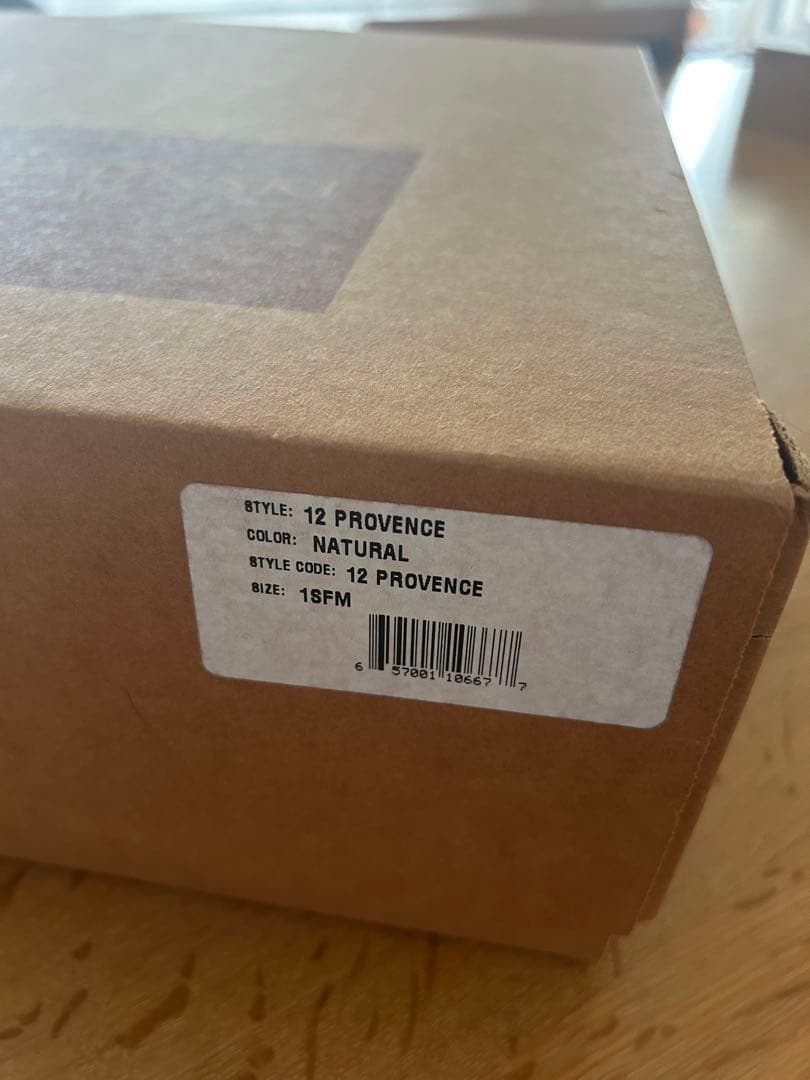 STYLE: 12 PROVENCE
COLOR: NATURAL
STYLE CODE: 12 PROVENCE
SIZE: 1SFM
6 57001 10667 7